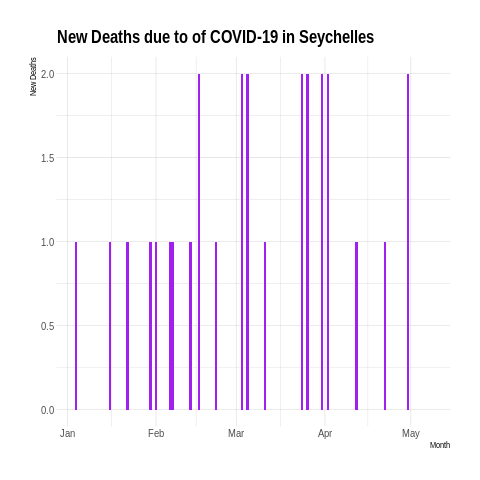 New Deaths due to of COVID-19 in Seychelles
New Deaths
2.0
1.5
1.0
0.5
0.0
Jan Feb Mar Apr May
Month